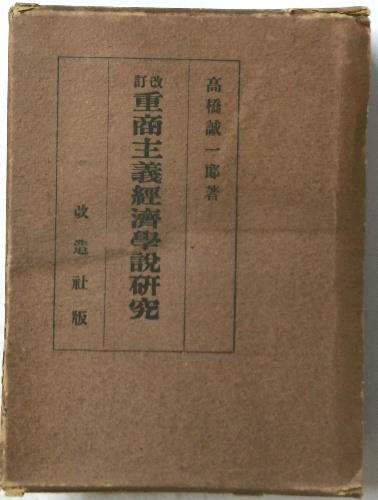 高橋誠一郎著
改訂
重商主義經濟學說研究
改造社版